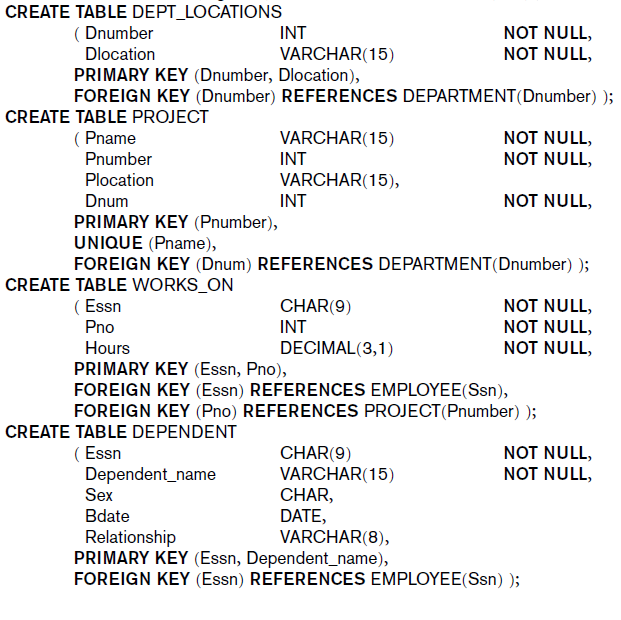 CREATE TABLE DEPT_LOCATIONS
( Dnumber INT NOT NULL,
Dlocation VARCHAR(15) NOT NULL,
PRIMARY KEY (Dnumber, Dlocation),
FOREIGN KEY (Dnumber) REFERENCES DEPARTMENT(Dnumber) );
CREATE TABLE PROJECT
( Pname VARCHAR(15) NOT NULL,
Pnumber INT NOT NULL,
Plocation VARCHAR(15),
Dnum INT NOT NULL,
PRIMARY KEY (Pnumber),
UNIQUE (Pname),
FOREIGN KEY (Dnum) REFERENCES DEPARTMENT(Dnumber) );
CREATE TABLE WORKS_ON
( Essn CHAR(9) NOT NULL,
Pno INT NOT NULL,
Hours DECIMAL(3,1) NOT NULL,
PRIMARY KEY (Essn, Pno),
FOREIGN KEY (Essn) REFERENCES EMPLOYEE(Ssn),
FOREIGN KEY (Pno) REFERENCES PROJECT(Pnumber) );
CREATE TABLE DEPENDENT
( Essn CHAR(9) NOT NULL,
Dependent_name VARCHAR(15) NOT NULL,
Sex CHAR,
Bdate DATE,
Relationship VARCHAR(8),
PRIMARY KEY (Essn, Dependent_name),
FOREIGN KEY (Essn) REFERENCES EMPLOYEE(Ssn) );